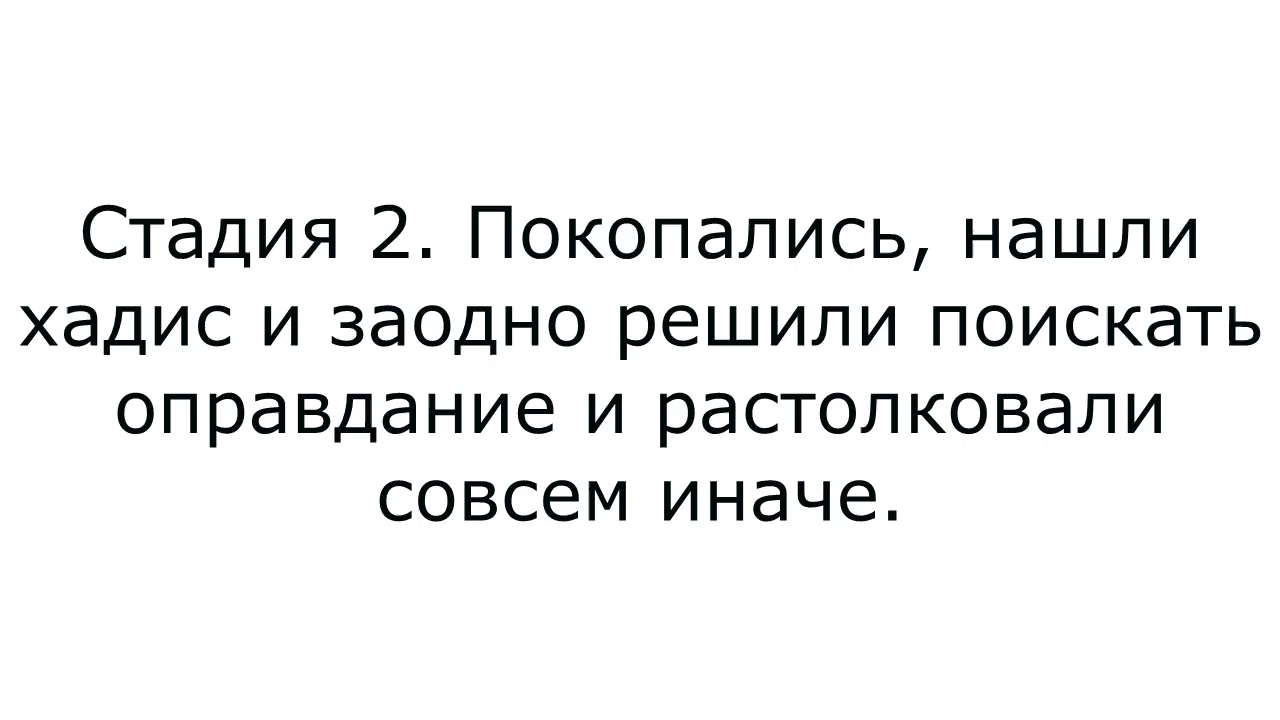 Стадия 2. Покопались, нашли
хадис и заодно решили поискать
оправдание и растолковали
совсем иначе.